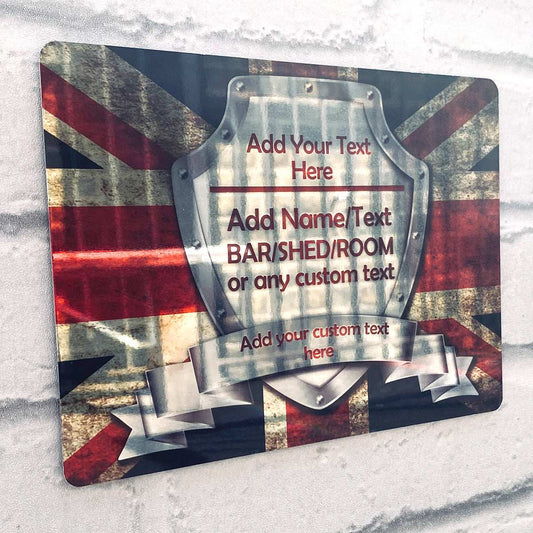 Add Your Text
Here
Add Name/Text
BAR/SHED/ROOM
or any custom text
Add your custom text
here